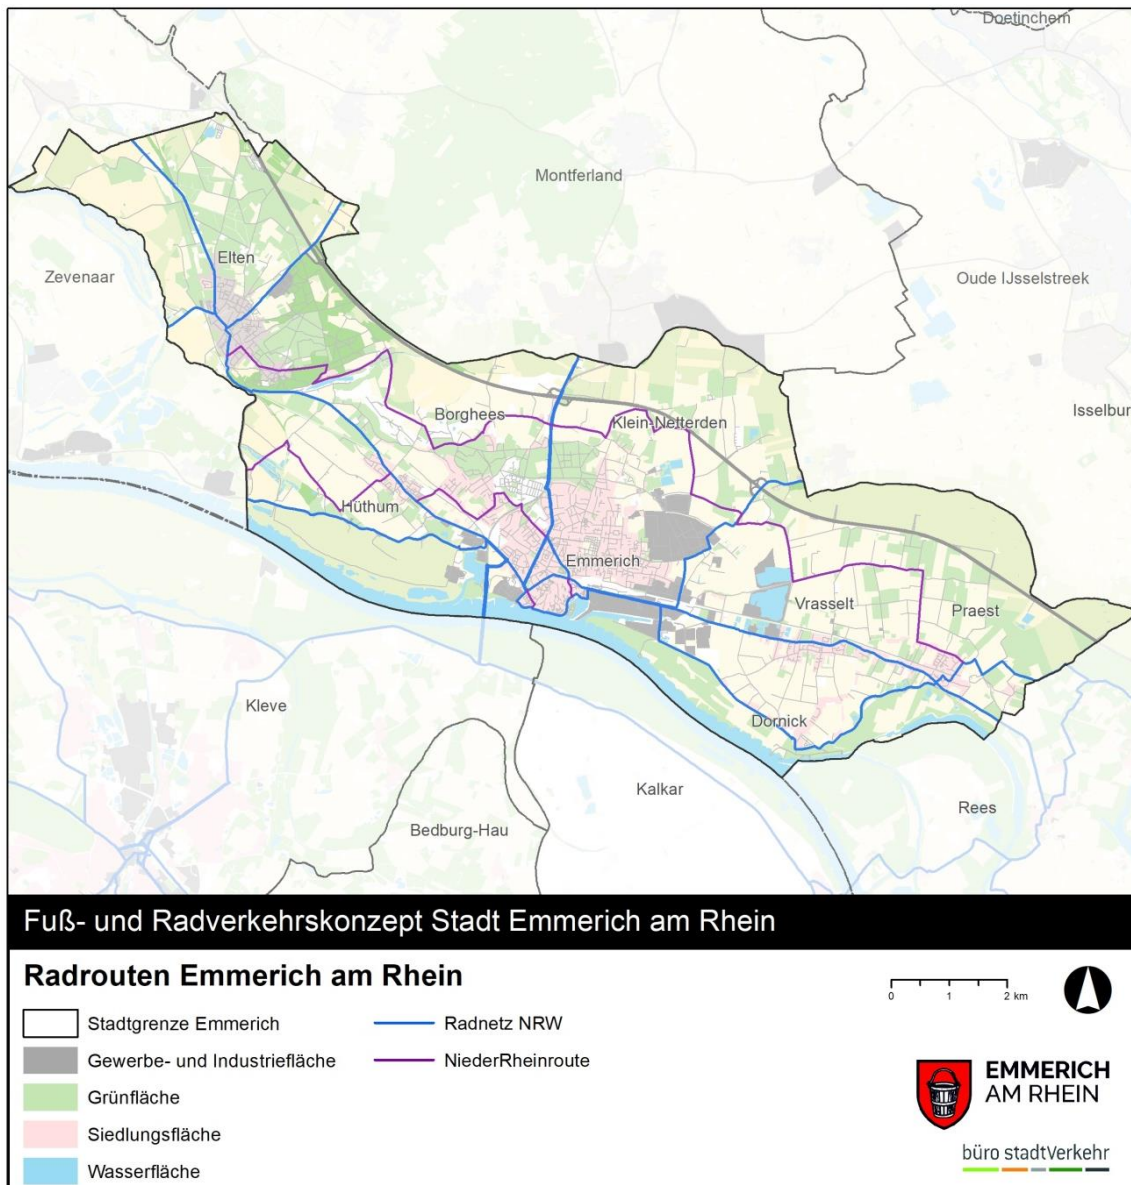 Doetinchem
Montferland
Zevenaar
Elten
Oude IJsselstreek
Isselbur
Borghees
Klein-Netterden
Hüthum
Emmerich
Vrasselt
Praest
Kleve
Dornick
Kalkar
Rees
Bedburg-Hau
Fuß- und Radverkehrskonzept Stadt Emmerich am Rhein
Radrouten Emmerich am Rhein
0 1 2 km
Stadtgrenze Emmerich
Radnetz NRW
Gewerbe- und Industriefläche
NiederRheinroute
Grünfläche
Siedlungsfläche
Wasserfläche
EMMERICH
AM RHEIN
büro stadtVerkehr